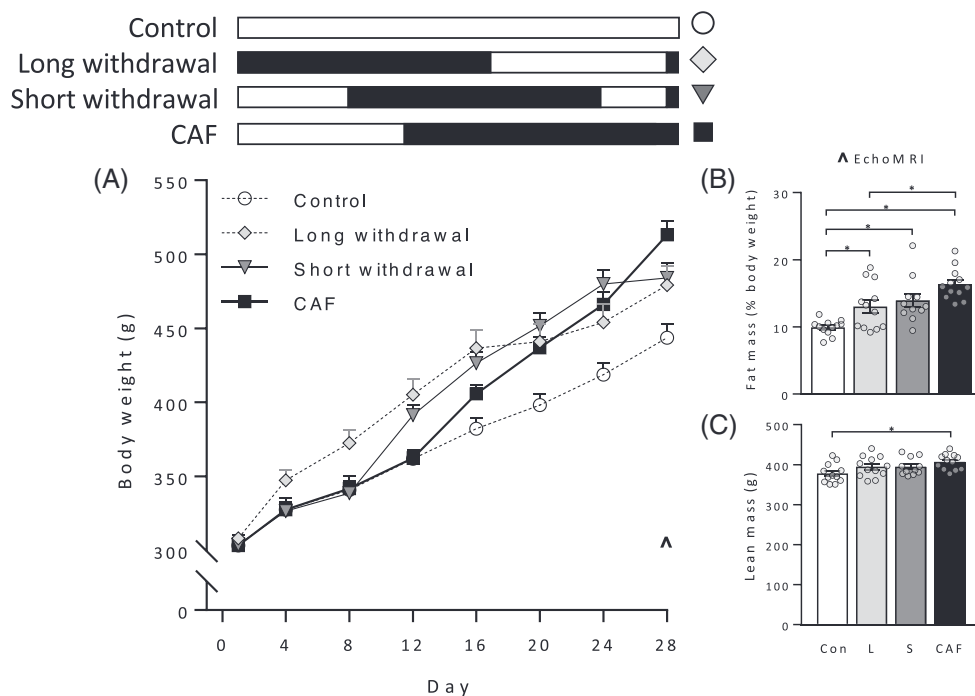 Control
Long withdrawal
Short withdrawal
CAF
(A)
550
500
450
400
350
300
0
Body weight (g)
Control
Long withdrawal
Short withdrawal
CAF
^
0 4 8 12 16 20 24 28
Day
^ EchoMRI
(B)
30
20
10
0
Fat mass (% body weight)
*
*
*
*
(C)
500
400
300
200
100
0
Lean mass (g)
*
Con L S CAF